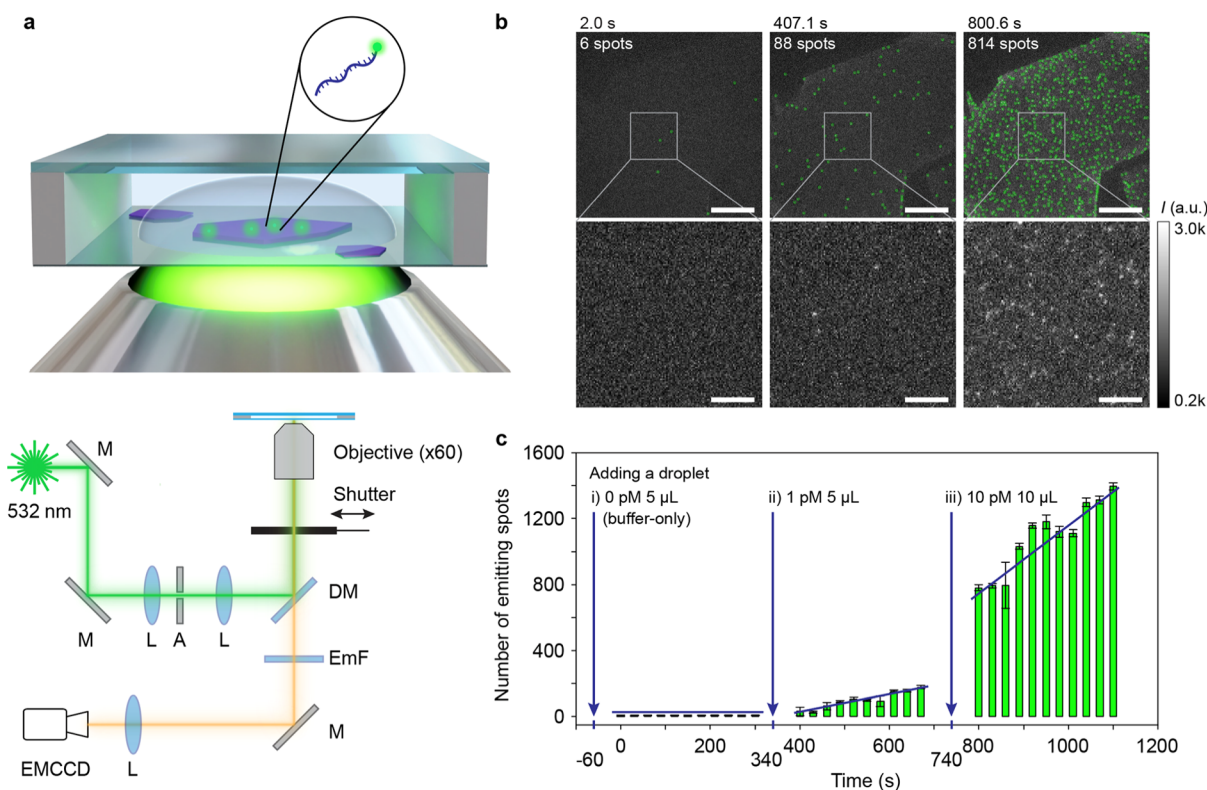 a
M
532 nm
Objective (x60)
Shutter
M
L
A
L
DM
EmF
EMCCD
L
M
b
2.0 s
6 spots
407.1 s
88 spots
800.6 s
814 spots
I (a.u.)
3.0k
0.2k
c
Number of emitting spots
1600
1200
800
400
0
Adding a droplet
i) 0 pM 5 µL
(buffer-only)
ii) 1 pM 5 µL
iii) 10 pM 10 µL
-60
0
200
340
400
600
740
800
1000
1200
Time (s)